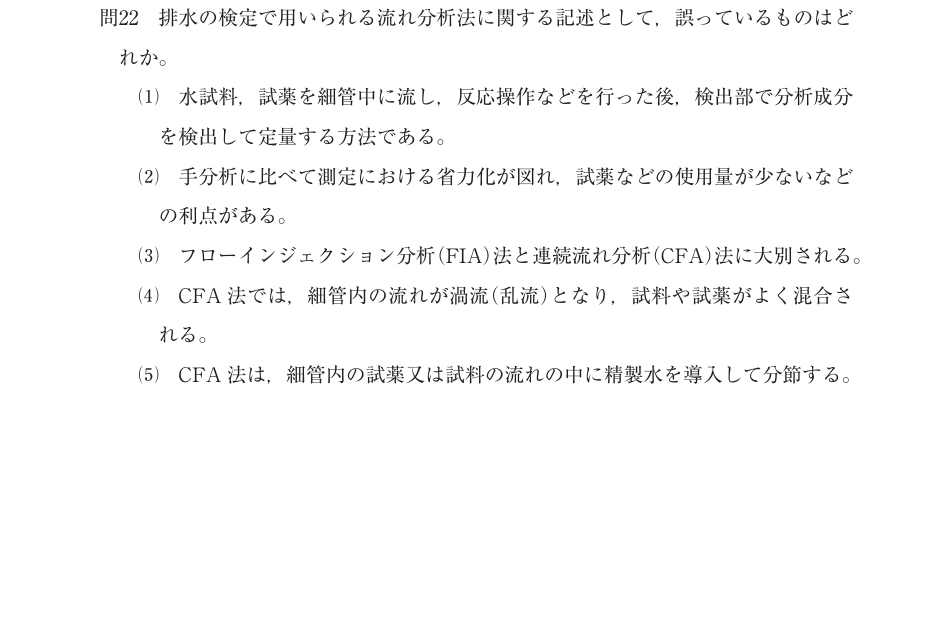 問22　排水の検定で用いられる流れ分析法に関する記述として，誤っているものはど
れか。
⑴　水試料，試薬を細管中に流し，反応操作などを行った後，検出部で分析成分
を検出して定量する方法である。
⑵　手分析に比べて測定における省力化が図れ，試薬などの使用量が少ないなど
の利点がある。
⑶　フローインジェクション分析(FIA)法と連続流れ分析(CFA)法に大別される。
⑷　CFA 法では，細管内の流れが渦流(乱流)となり，試料や試薬がよく混合さ
れる。
⑸　CFA 法は，細管内の試薬又は試料の流れの中に精製水を導入して分節する。